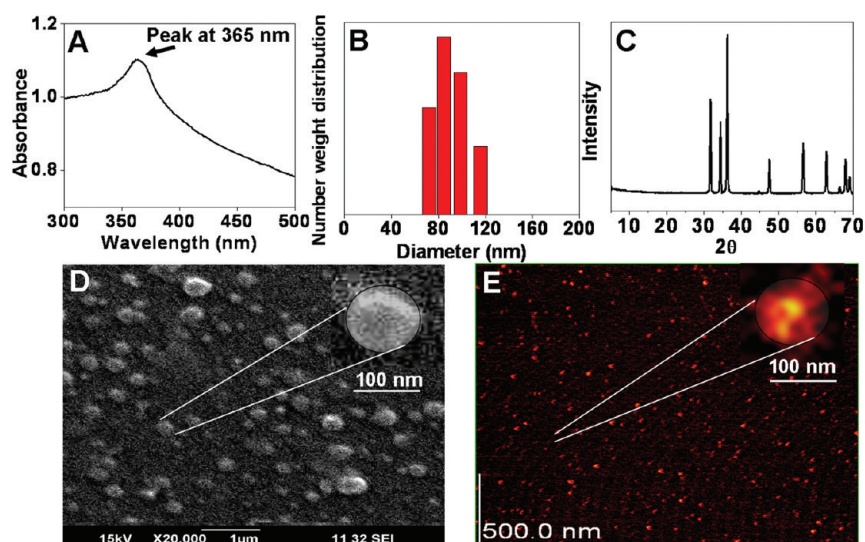 A
Peak at 365 nm
1.2
1.0
0.8
Absorbance
300 350 400 450 500
Wavelength (nm)
B
Number weight distribution
0 40 80 120 160 200
Diameter (nm)
C
Intensity
10 20 30 40 50 60 70
2θ
D
100 nm
15kV X20,000 1µm 11 32 SEI
E
100 nm
500.0 nm